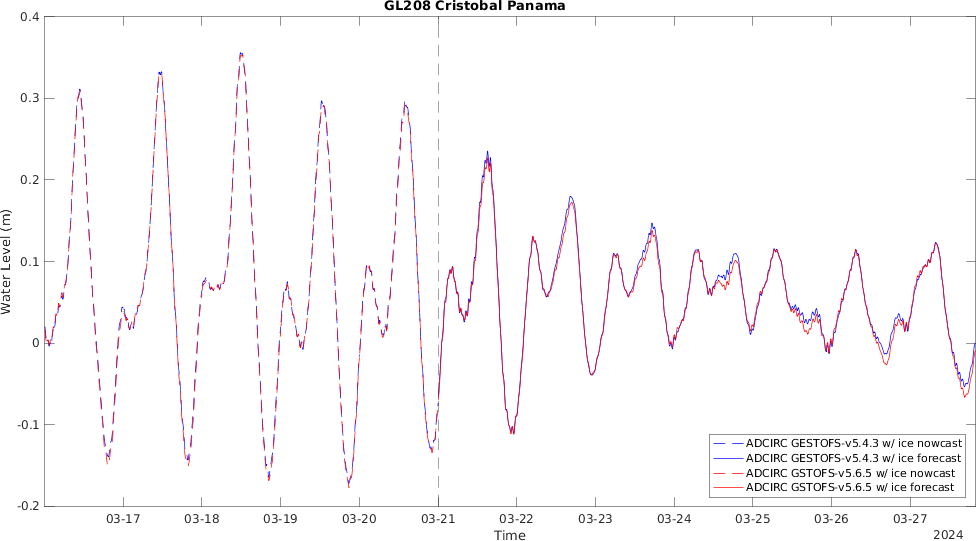 GL208 Cristobal Panama
0.4
0.3
0.2
0.1
0
-0.1
-0.2
Water Level (m)
03-17 03-18 03-19 03-20 03-21 03-22 03-23 03-24 03-25 03-26 03-27
Time
2024
ADCIRC GESTOFS-v5.4.3 w/ ice nowcast
ADCIRC GESTOFS-v5.4.3 w/ ice forecast
ADCIRC GSTOFS-v5.6.5 w/ ice nowcast
ADCIRC GSTOFS-v5.6.5 w/ ice forecast